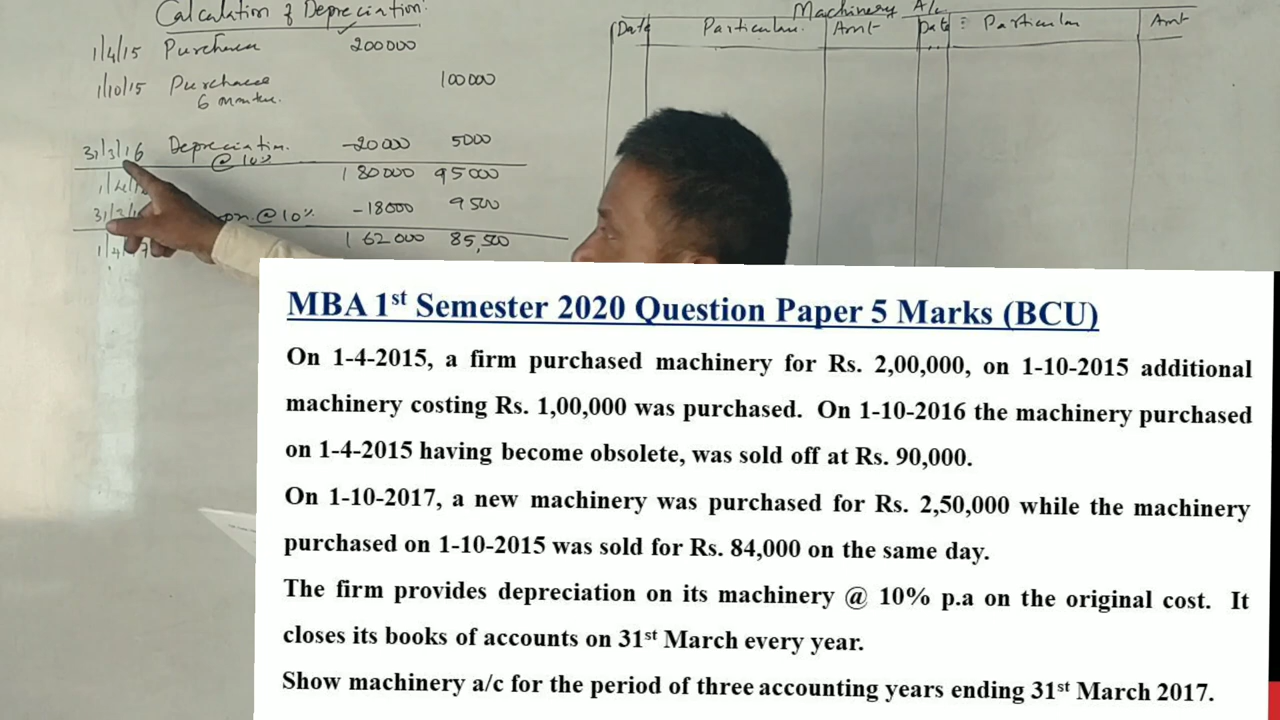 Calculation of Depreciation
1/4/15 Purchases 200000
1/10/15 Purchases 100000
6 months.
31/3/16 Depreciation. -20000 5000
@ 10%
180000 95000
@10% -18000 9500
162000 85,500
Machinery A/c
Date Particulars. Amt Date Particulars Amt
MBA 1st Semester 2020 Question Paper 5 Marks (BCU)
On 1-4-2015, a firm purchased machinery for Rs. 2,00,000, on 1-10-2015 additional
machinery costing Rs. 1,00,000 was purchased. On 1-10-2016 the machinery purchased
on 1-4-2015 having become obsolete, was sold off at Rs. 90,000.
On 1-10-2017, a new machinery was purchased for Rs. 2,50,000 while the machinery
purchased on 1-10-2015 was sold for Rs. 84,000 on the same day.
The firm provides depreciation on its machinery @ 10% p.a on the original cost. It
closes its books of accounts on 31st March every year.
Show machinery a/c for the period of three accounting years ending 31st March 2017.